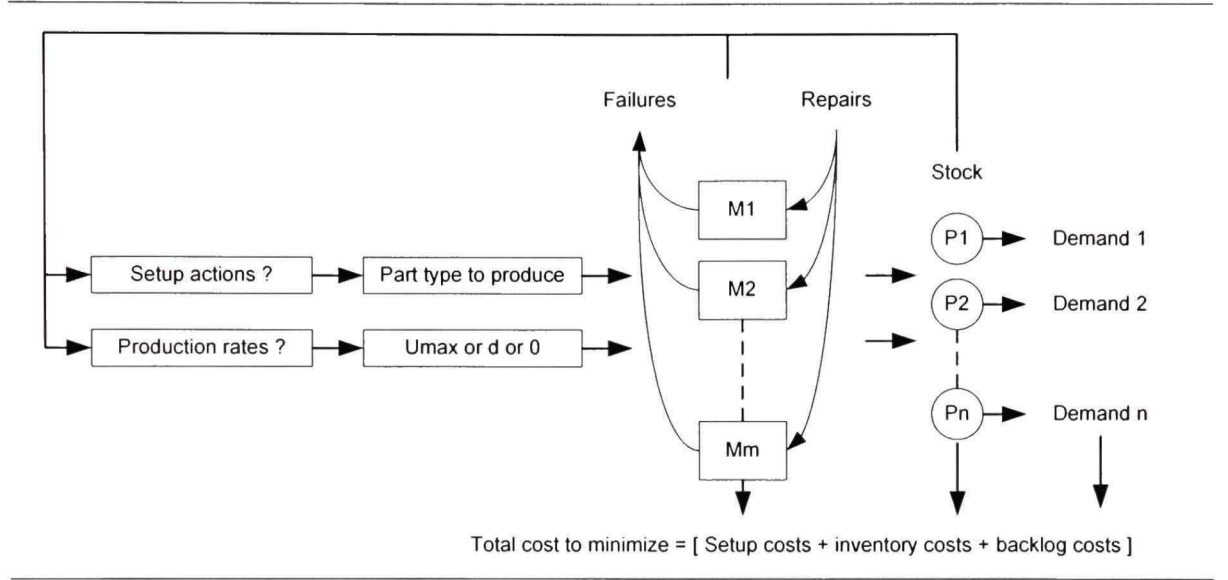 Failures Repairs
Stock
M1
P1 Demand 1
Setup actions ? Part type to produce M2
P2 Demand 2
Production rates ? Umax or d or 0
Pn Demand n
Mm
Total cost to minimize = [ Setup costs + inventory costs + backlog costs ]